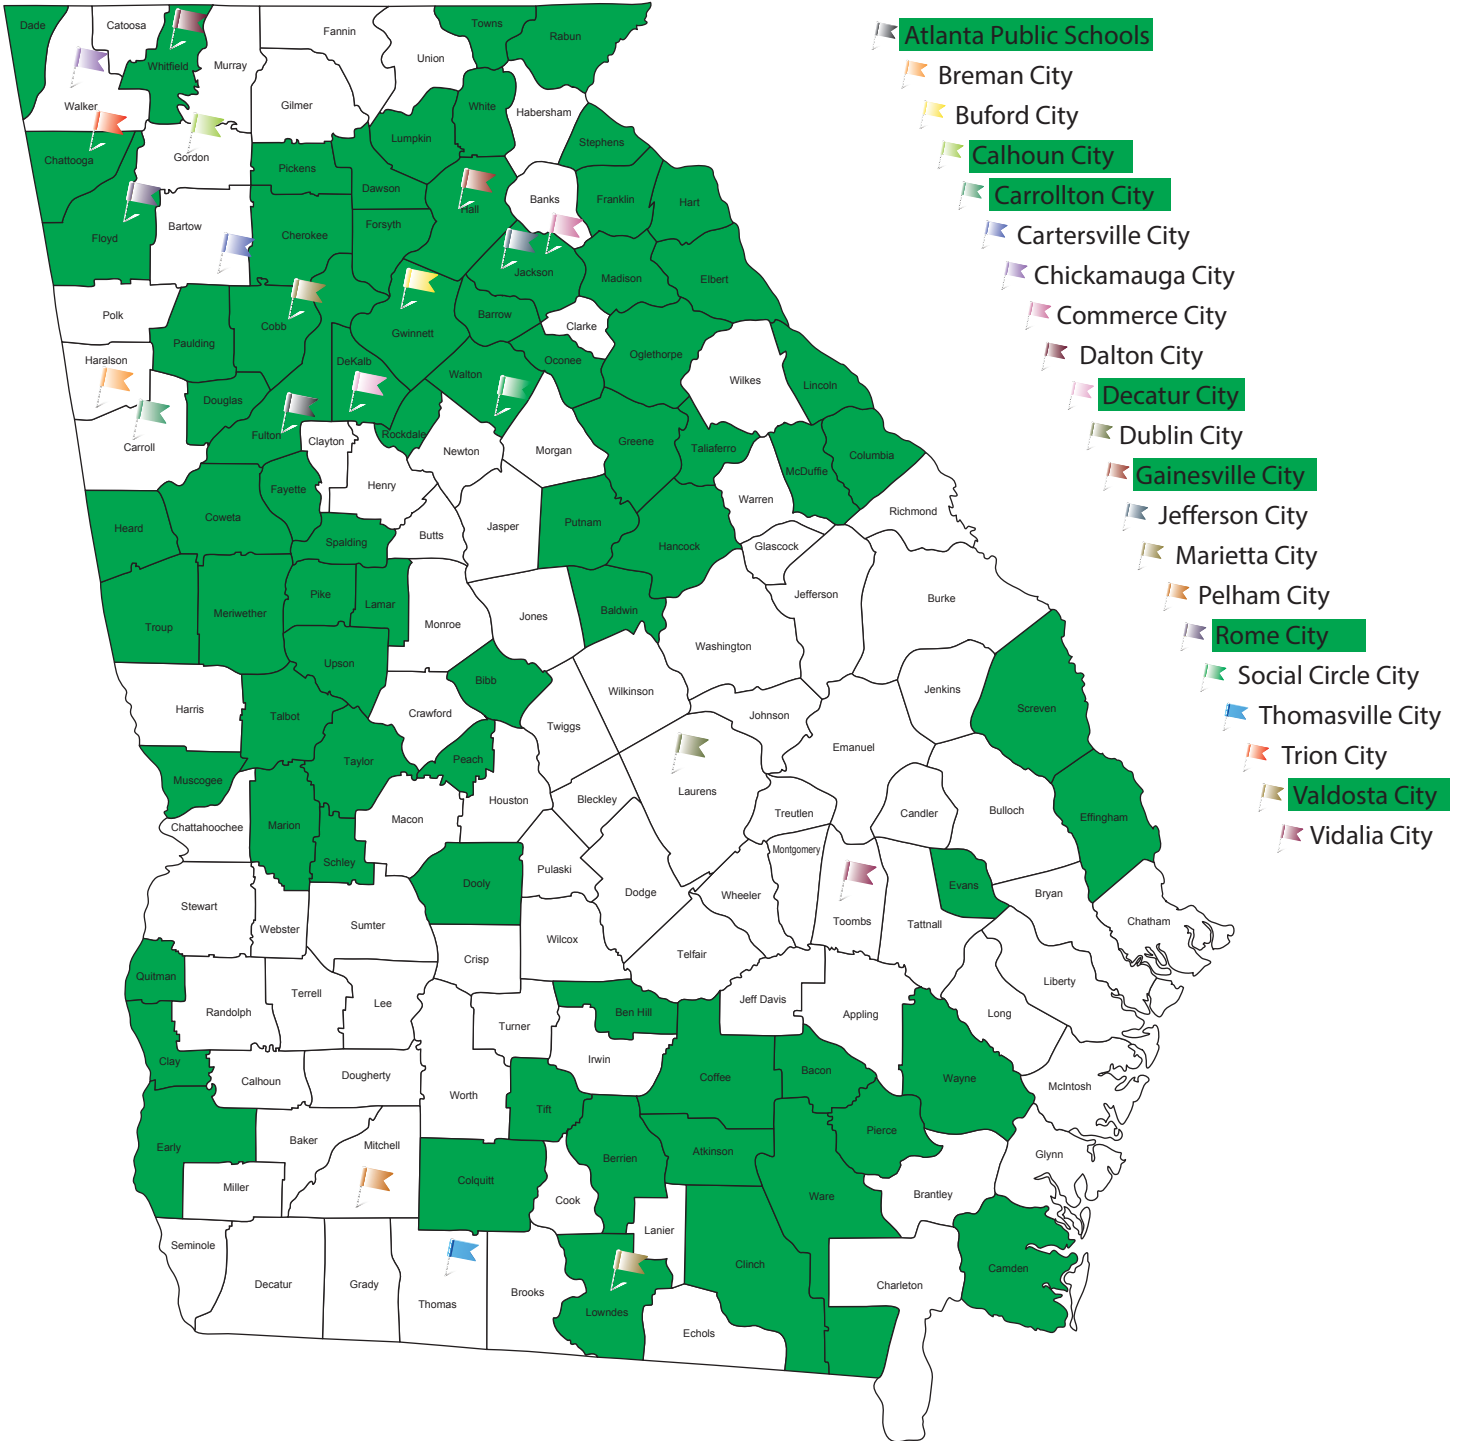 Dade
Catoosa
Fannin
Towns
Rabun
Union
Whitfield
Murray
Walker
Gilmer
White
Habersham
Lumpkin
Stephens
Chattooga
Gordon
Pickens
Dawson
Hall
Banks
Franklin
Hart
Floyd
Bartow
Cherokee
Forsyth
Jackson
Madison
Elbert
Polk
Cobb
Barrow
Clarke
Paulding
Gwinnett
Haralson
DeKalb
Oconee
Oglethorpe
Walton
Wilkes
Lincoln
Douglas
Fulton
Rockdale
Clayton
Carroll
Newton
Morgan
Greene
Taliaferro
McDuffie
Columbia
Fayette
Henry
Warren
Richmond
Coweta
Heard
Jasper
Putnam
Butts
Spalding
Hancock
Glascock
Pike
Lamar
Meriwether
Troup
Monroe
Jones
Baldwin
Jefferson
Burke
Washington
Upson
Bibb
Wilkinson
Jenkins
Screven
Harris
Talbot
Crawford
Twiggs
Johnson
Emanuel
Muscogee
Taylor
Peach
Houston
Bleckley
Laurens
Treutlen
Candler
Bulloch
Effingham
Chattahoochee
Marion
Macon
Schley
Pulaski
Montgomery
Dooly
Dodge
Wheeler
Toombs
Tattnall
Evans
Bryan
Chatham
Stewart
Webster
Sumter
Crisp
Wilcox
Telfair
Quitman
Terrell
Lee
Randolph
Turner
Ben Hill
Jeff Davis
Appling
Long
Liberty
Clay
Calhoun
Dougherty
Worth
Irwin
Tift
Coffee
Bacon
Wayne
McIntosh
Early
Baker
Mitchell
Miller
Colquitt
Cook
Berrien
Atkinson
Pierce
Ware
Brantley
Glynn
Seminole
Decatur
Grady
Thomas
Brooks
Lanier
Lowndes
Clinch
Echols
Charleton
Camden
Atlanta Public Schools
Breman City
Buford City
Calhoun City
Carrollton City
Cartersville City
Chickamauga City
Commerce City
Dalton City
Decatur City
Dublin City
Gainesville City
Jefferson City
Marietta City
Pelham City
Rome City
Social Circle City
Thomasville City
Trion City
Valdosta City
Vidalia City